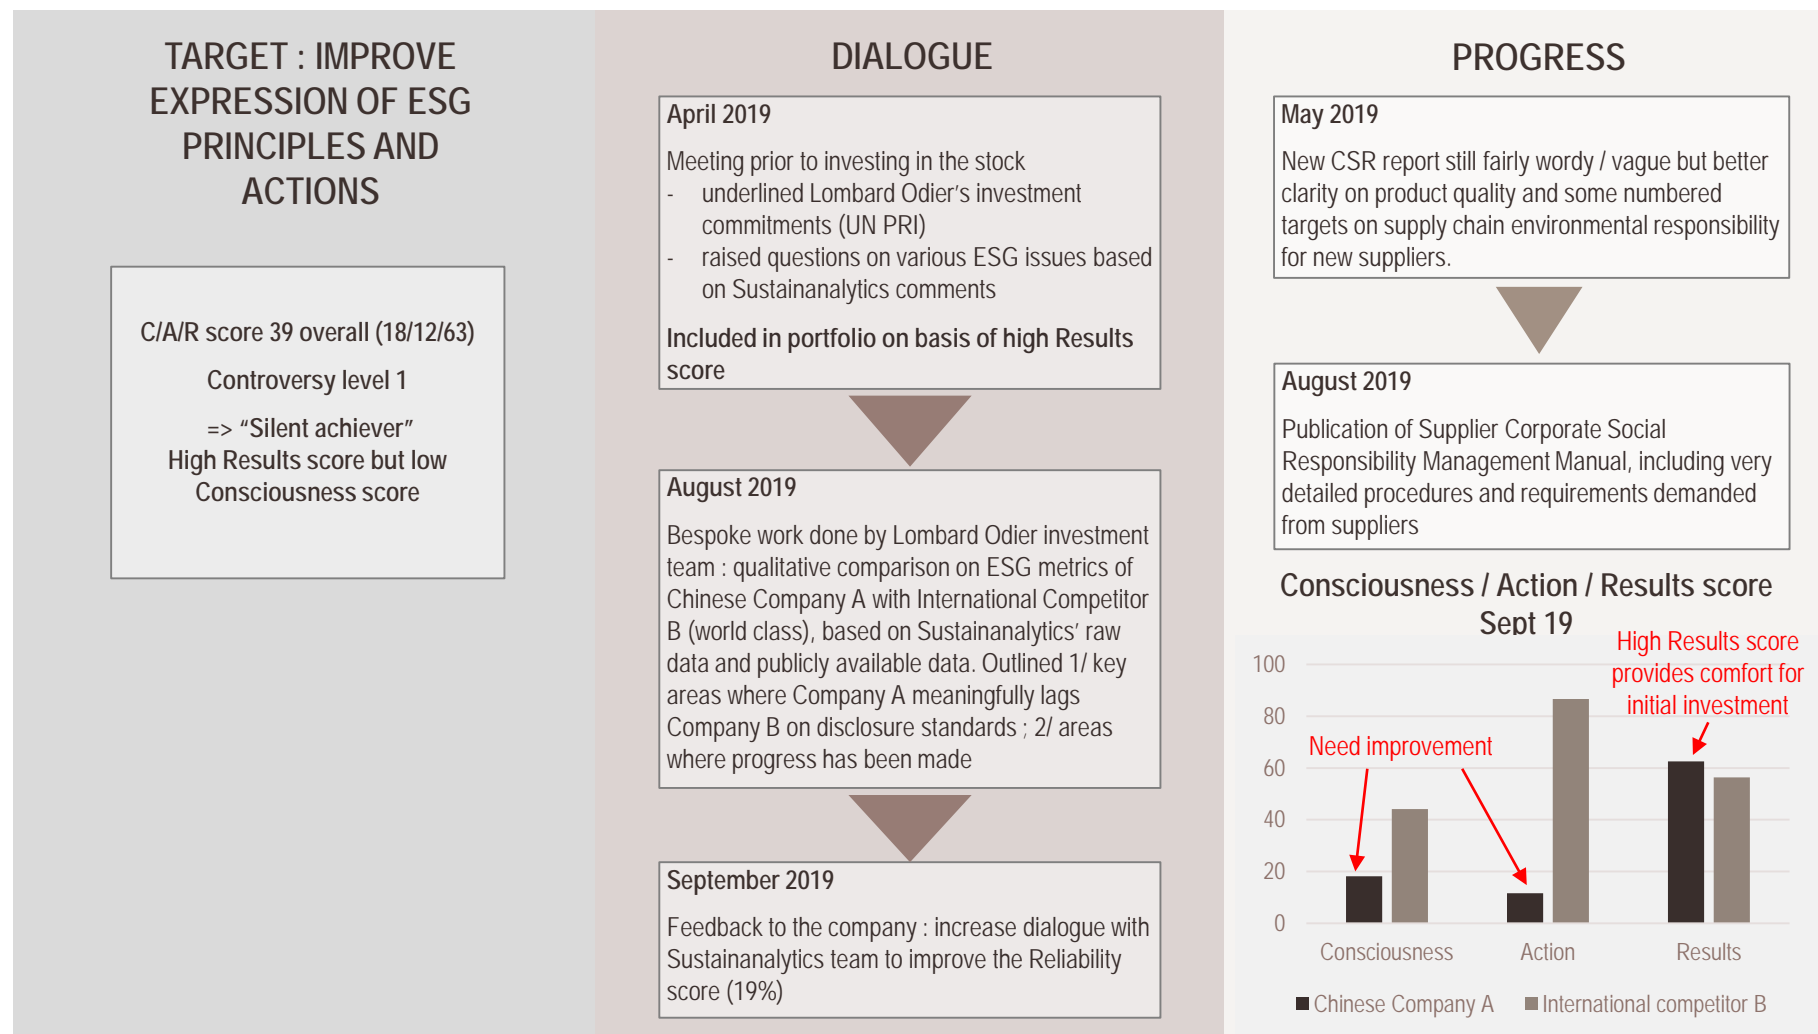 TARGET : IMPROVE
EXPRESSION OF ESG
PRINCIPLES AND
ACTIONS
C/A/R score 39 overall (18/12/63)
Controversy level 1
=> “Silent achiever”
High Results score but low
Consciousness score
DIALOGUE
April 2019
Meeting prior to investing in the stock
- underlined Lombard Odier’s investment
commitments (UN PRI)
- raised questions on various ESG issues based
on Sustainanalytics comments
Included in portfolio on basis of high Results
score
August 2019
Bespoke work done by Lombard Odier investment
team : qualitative comparison on ESG metrics of
Chinese Company A with International Competitor
B (world class), based on Sustainanalytics’ raw
data and publicly available data. Outlined 1/ key
areas where Company A meaningfully lags
Company B on disclosure standards ; 2/ areas
where progress has been made
September 2019
Feedback to the company : increase dialogue with
Sustainanalytics team to improve the Reliability
score (19%)
PROGRESS
May 2019
New CSR report still fairly wordy / vague but better
clarity on product quality and some numbered
targets on supply chain environmental responsibility
for new suppliers.
August 2019
Publication of Supplier Corporate Social
Responsibility Management Manual, including very
detailed procedures and requirements demanded
from suppliers
Consciousness / Action / Results score
Sept 19
High Results score
provides comfort for
initial investment
Need improvement
100
80
60
40
20
0
Consciousness
Action
Results
Chinese Company A
International competitor B